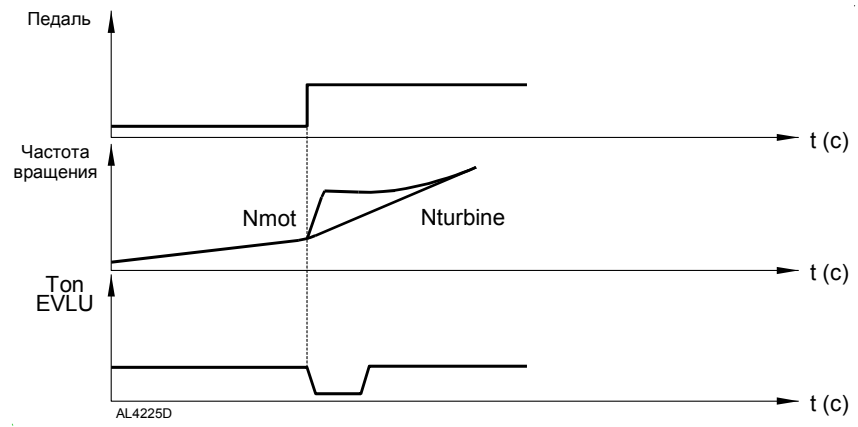 Педаль
t (c)
Частота
вращения
Nmot
Nturbine
t (c)
Ton
EVLU
t (c)
AL4225D